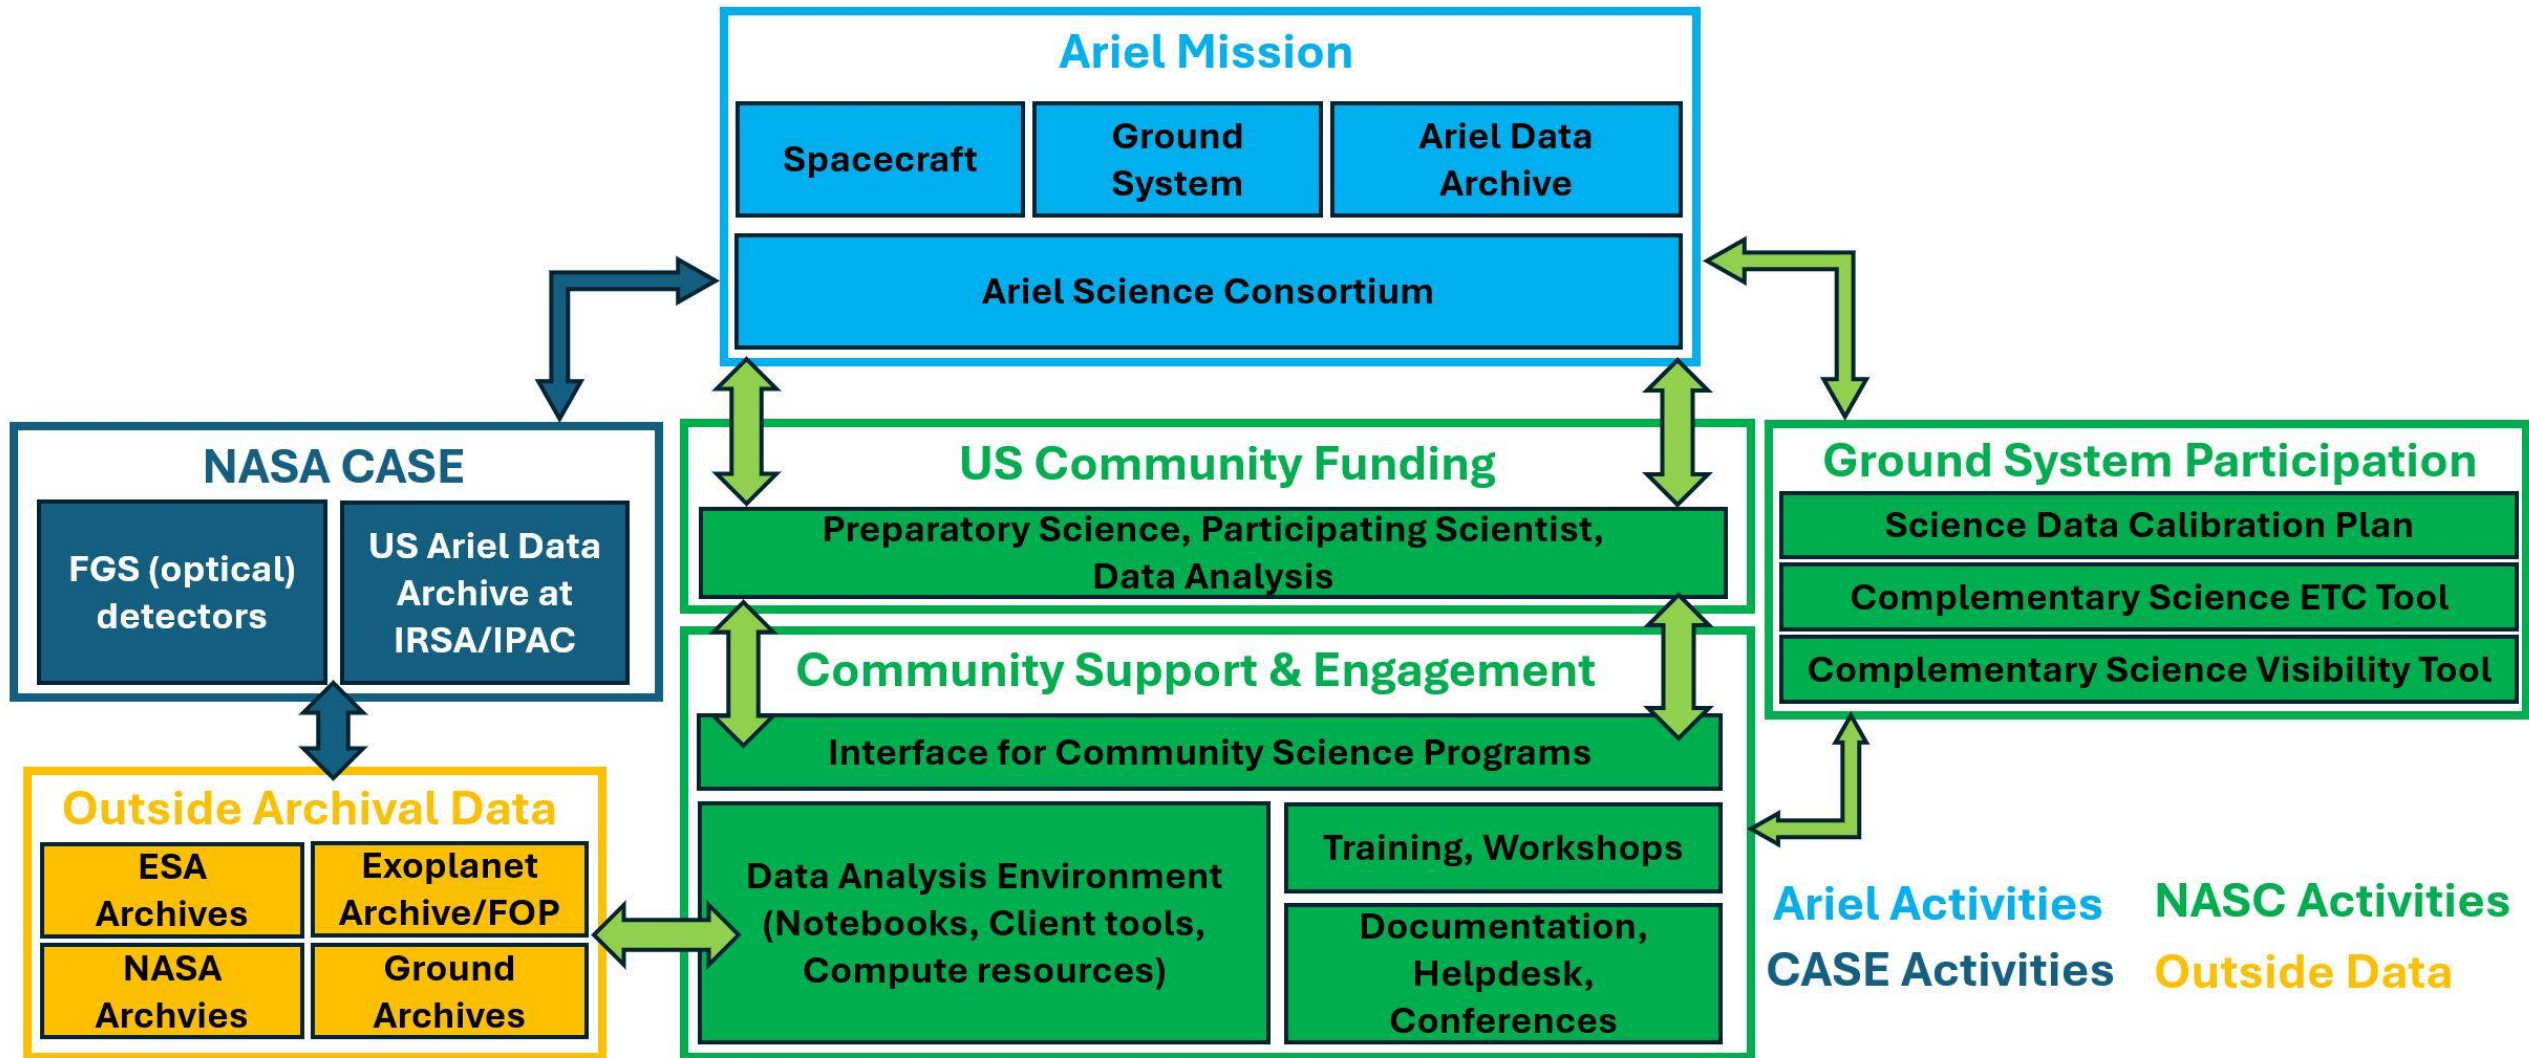 Ariel Mission
Spacecraft
Ground
System
Ariel Data
Archive
Ariel Science Consortium
NASA CASE
FGS (optical)
detectors
US Ariel Data
Archive at
IRSA/IPAC
US Community Funding
Preparatory Science, Participating Scientist,
Data Analysis
Ground System Participation
Science Data Calibration Plan
Complementary Science ETC Tool
Complementary Science Visibility Tool
Community Support & Engagement
Interface for Community Science Programs
Data Analysis Environment
(Notebooks, Client tools,
Compute resources)
Training, Workshops
Documentation,
Helpdesk,
Conferences
Outside Archival Data
ESA
Archives
Exoplanet
Archive/FOP
NASA
Archvies
Ground
Archives
Ariel Activities
NASC Activities
CASE Activities
Outside Data